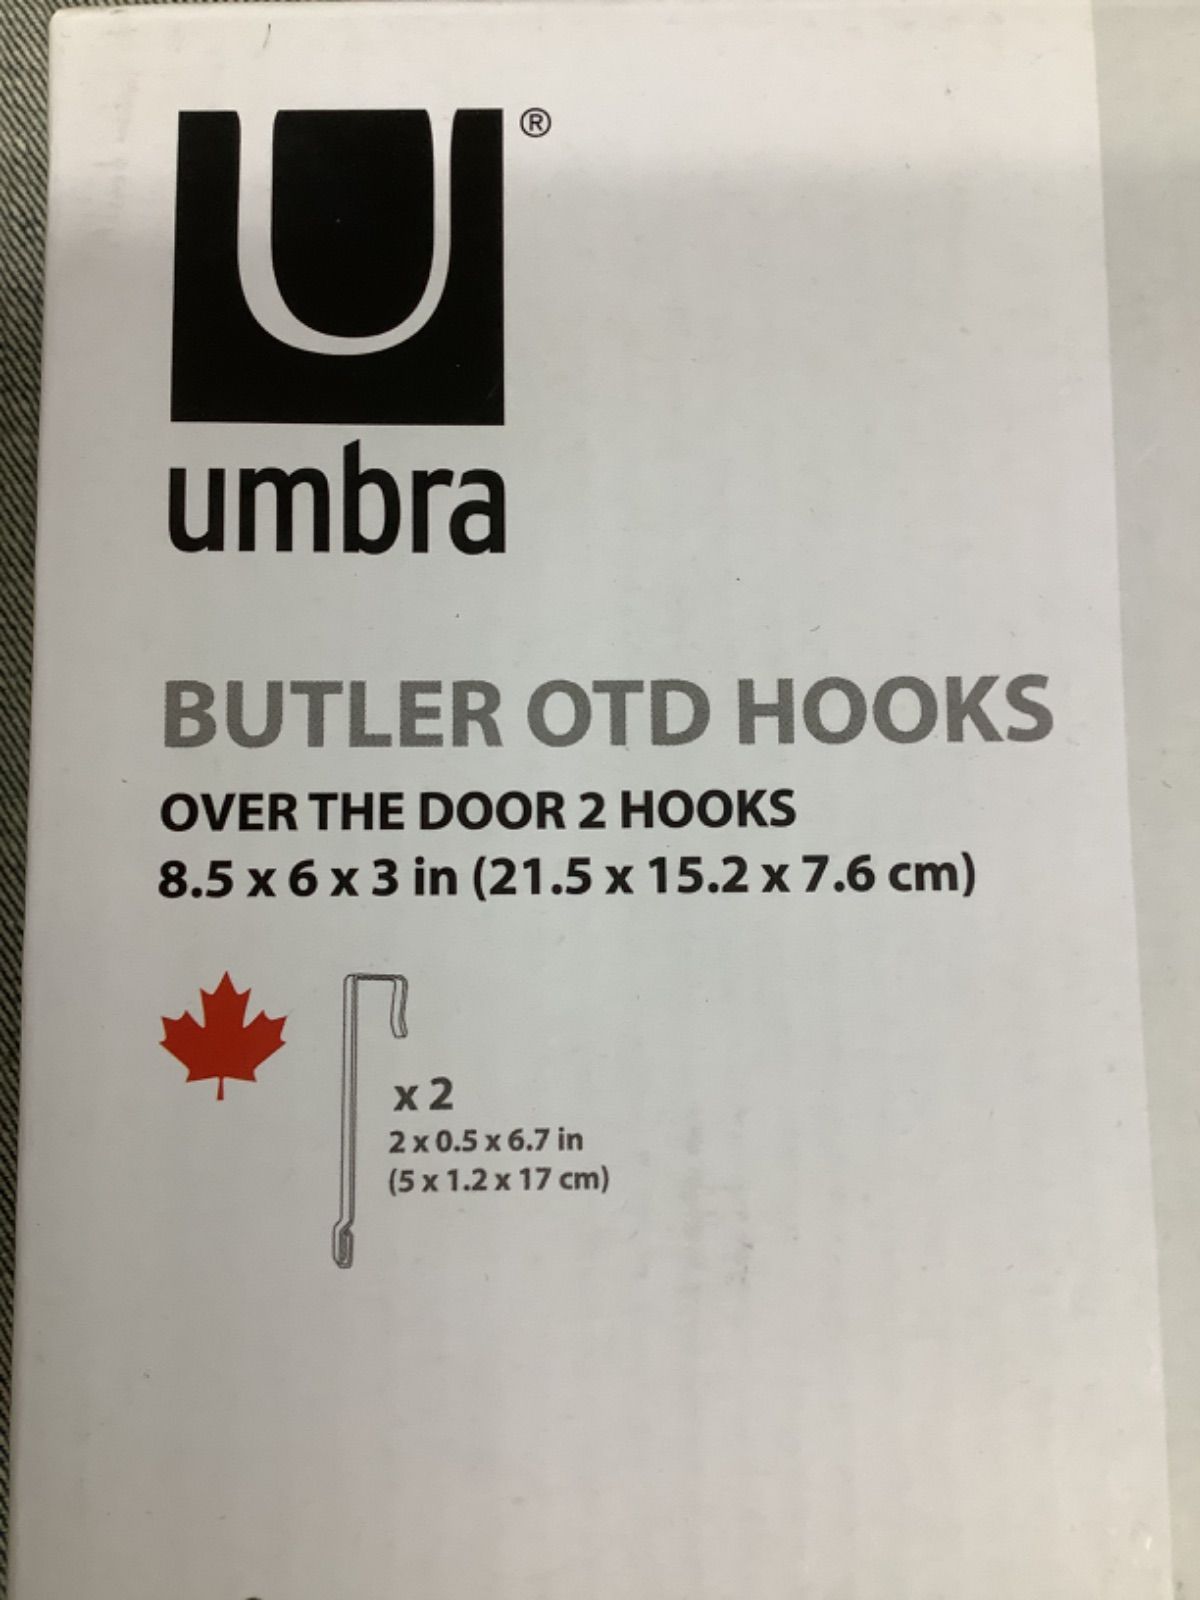 U®
umbra
BUTLER OTD HOOKS
OVER THE DOOR 2 HOOKS
8.5 x 6 x 3 in (21.5 x 15.2 x 7.6 cm)
x 2
2 x 0.5 x 6.7 in
(5 x 1.2 x 17 cm)